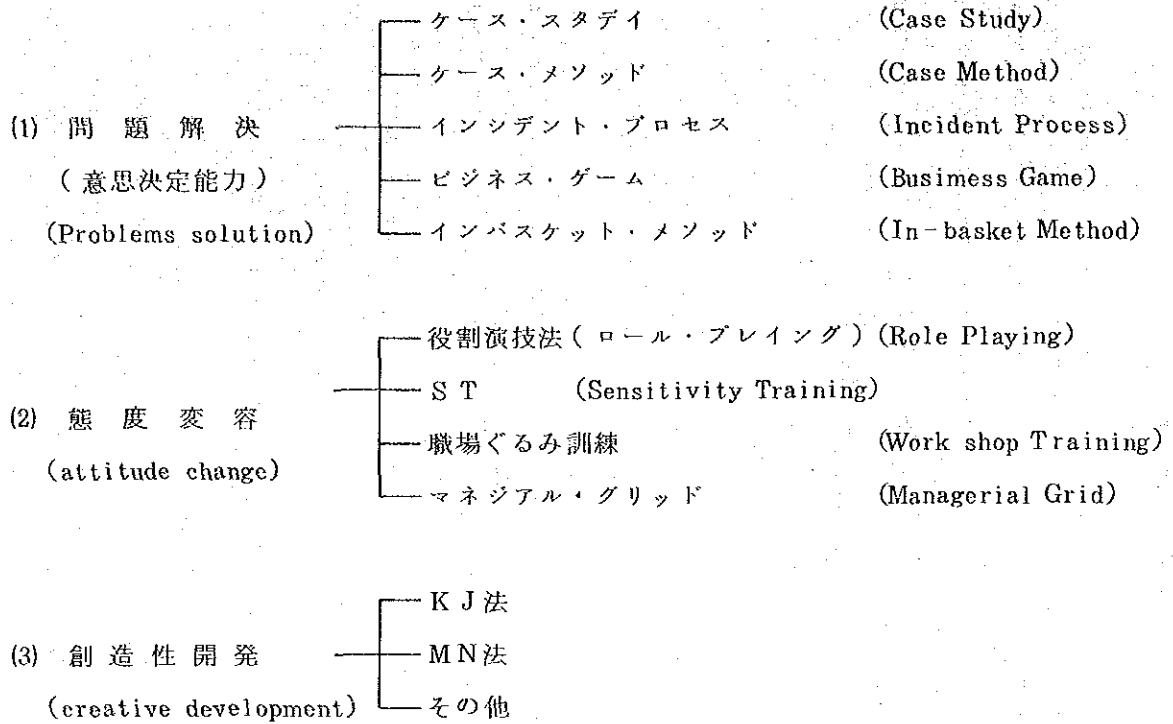 ケース・スタデイ (Case Study)
ケース・メソッド (Case Method)
(1) 問題解決 インシデント・プロセス (Incident Process)
(意思決定能力) ビジネス・ゲーム (Busimess Game)
(Problems solution) インバスケット・メソッド (In-basket Method)
役割演技法(ロール・プレイング) (Role Playing)
ST (Sensitivity Training)
(2) 態度変容
職場ぐるみ訓練 (Work shop Training)
(attitude change)
マネジアル・グリッド (Managerial Grid)
KJ法
(3) 創造性開発 MN法
(creative development) その他